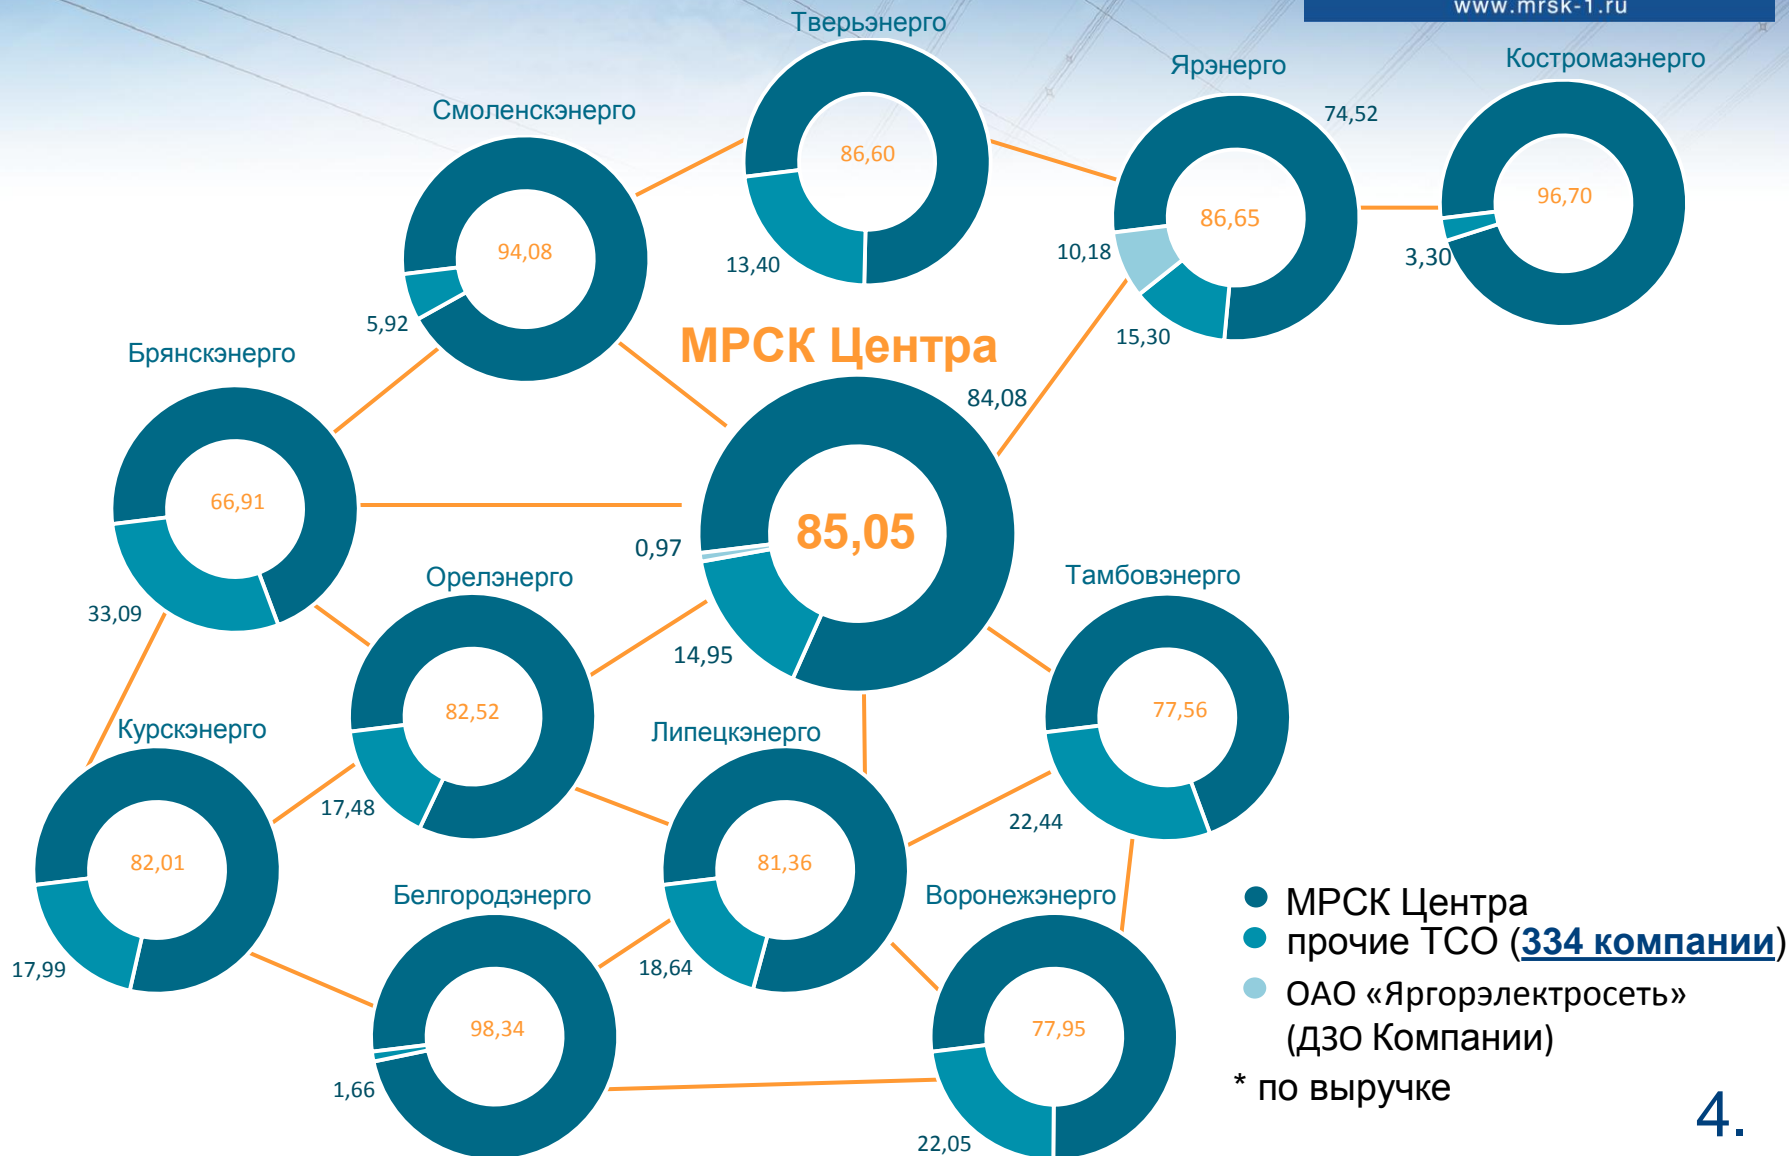 www.mrsk-1.ru
Тверьэнерго
86,60
13,40
Ярэнерго
74,52
86,65
10,18
15,30
Костромаэнерго
96,70
3,30
Смоленскэнерго
94,08
5,92
МРСК Центра
84,08
85,05
0,97
14,95
Брянскэнерго
66,91
33,09
Орелэнерго
82,52
17,48
Тамбовэнерго
77,56
22,44
Курскэнерго
82,01
17,99
Липецкэнерго
81,36
18,64
Белгородэнерго
98,34
1,66
Воронежэнерго
77,95
22,05
МРСК Центра
прочие ТСО (334 компании)
ОАО «Яргорэлектросеть»
(ДЗО Компании)
* по выручке
4.